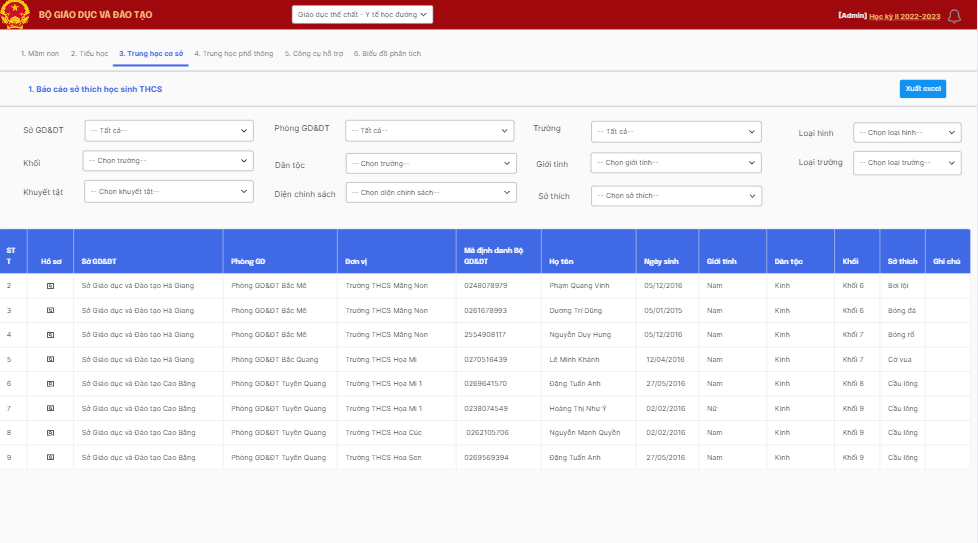 BỘ GIÁO DỤC VÀ ĐÀO TẠO
Giáo dục thể chất - Y tế học đường
[Admin] Học kỳ II 2022-2023
1. Mầm non 2. Tiểu học 3. Trung học cơ sở 4. Trung học phổ thông 5. Công cụ hỗ trợ 6. Biểu đồ phân tích
1. Báo cáo sở thích học sinh THCS
Xuất excel
Sở GD&ĐT -- Tất cả-- Phòng GD&ĐT -- Tất cả-- Trường -- Tất cả-- Loại hình -- Chọn loại hình--
Khối -- Chọn trường-- Dân tộc -- Chọn trường-- Giới tính -- Chọn giới tính-- Loại trường -- Chọn loại trường--
Khuyết tật -- Chọn khuyết tật-- Diện chính sách -- Chọn diện chính sách-- Sở thích -- Chọn sở thích--
STT Hồ sơ Sở GD&ĐT Phòng GD Đơn vị Mã định danh Bộ GD&ĐT Họ tên Ngày sinh Giới tính Dân tộc Khối Sở thích Ghi chú
2 Sở Giáo dục và Đào tạo Hà Giang Phòng GD&ĐT Bắc Mê Trường THCS Măng Non 0248078979 Phạm Quang Vinh 05/12/2016 Nam Kinh Khối 6 Bơi lội
3 Sở Giáo dục và Đào tạo Hà Giang Phòng GD&ĐT Bắc Mê Trường THCS Măng Non 0261678993 Dương Trí Dũng 05/01/2015 Nam Kinh Khối 6 Bóng đá
4 Sở Giáo dục và Đào tạo Hà Giang Phòng GD&ĐT Bắc Mê Trường THCS Măng Non 2554908117 Nguyễn Duy Hưng 05/12/2016 Nam Kinh Khối 7 Bóng rổ
5 Sở Giáo dục và Đào tạo Hà Giang Phòng GD&ĐT Bắc Quang Trường THCS Họa Mi 0270516439 Lê Minh Khánh 12/04/2016 Nam Kinh Khối 7 Cờ vua
6 Sở Giáo dục và Đào tạo Cao Bằng Phòng GD&ĐT Tuyên Quang Trường THCS Họa Mi 1 0269641570 Đặng Tuấn Anh 27/05/2016 Nam Kinh Khối 8 Cầu lông
7 Sở Giáo dục và Đào tạo Cao Bằng Phòng GD&ĐT Tuyên Quang Trường THCS Họa Mi 1 0238074549 Hoàng Thị Như Ý 02/02/2016 Nữ Kinh Khối 9 Cầu lông
8 Sở Giáo dục và Đào tạo Cao Bằng Phòng GD&ĐT Tuyên Quang Trường THCS Hoa Cúc 0262105706 Nguyễn Mạnh Quyền 02/02/2016 Nam Kinh Khối 9 Cầu lông
9 Sở Giáo dục và Đào tạo Cao Bằng Phòng GD&ĐT Tuyên Quang Trường THCS Hoa Sen 0269569394 Đặng Tuấn Anh 27/05/2016 Nam Kinh Khối 9 Cầu lông